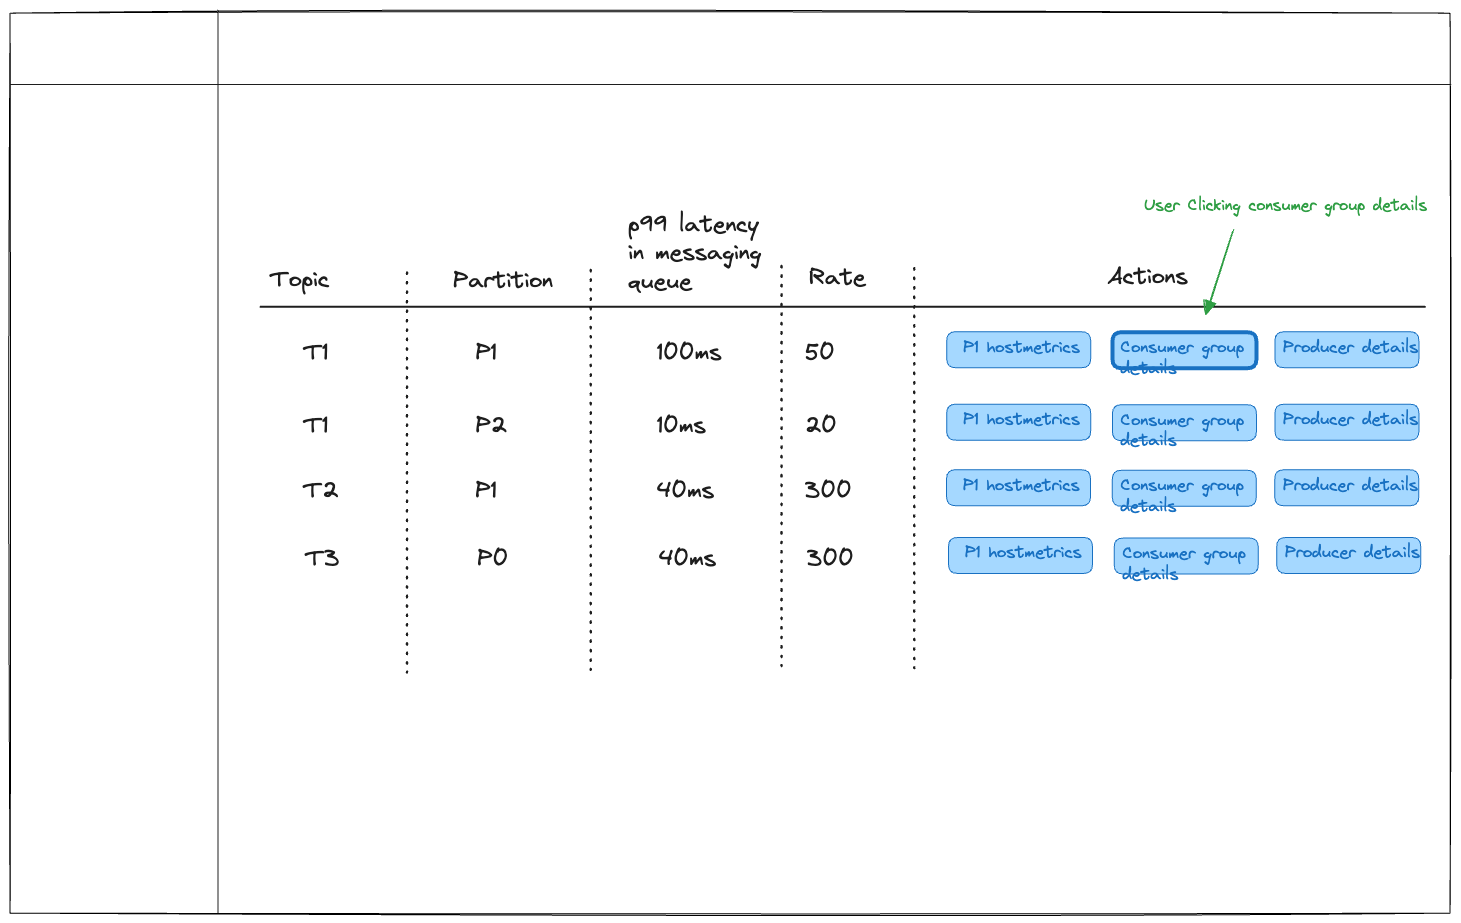 User Clicking consumer group details
p99 latency
in messaging
queue
Topic
Partition
Rate
Actions
T1 P1 100ms 50 P1 hostmetrics Consumer group Producer details
details
T1 P2 10ms 20 P1 hostmetrics Consumer group Producer details
details
T2 P1 40ms 300 P1 hostmetrics Consumer group Producer details
details
T3 P0 40ms 300 P1 hostmetrics Consumer group Producer details
details